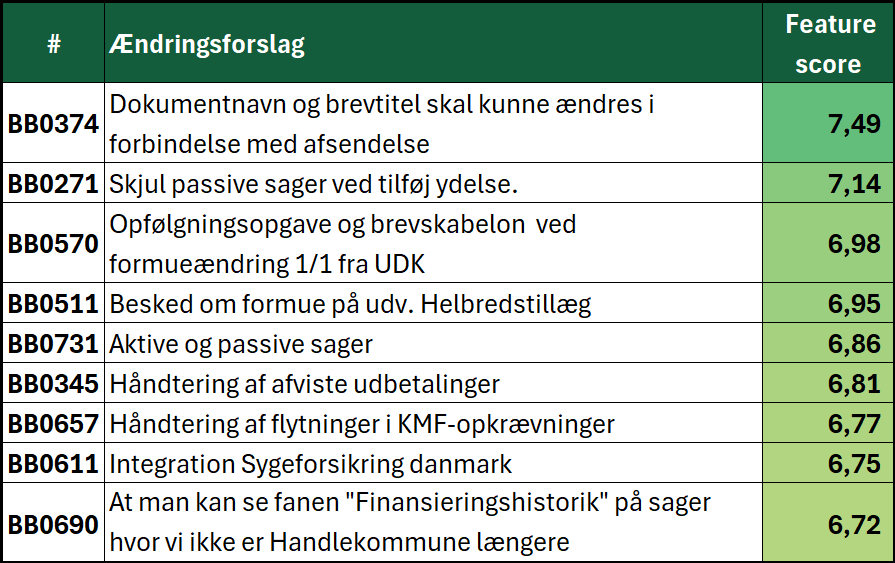 # Ændringsforslag Feature
score
BB0374 Dokumentnavn og brevtitel skal kunne ændres i
forbindelse med afsendelse 7,49
BB0271 Skjul passive sager ved tilføj ydelse. 7,14
BB0570 Opfølgningsopgave og brevskabelon  ved
formueændring 1/1 fra UDK 6,98
BB0511 Besked om formue på udv. Helbredstillæg 6,95
BB0731 Aktive og passive sager 6,86
BB0345 Håndtering af afviste udbetalinger 6,81
BB0657 Håndtering af flytninger i KMF-opkrævninger 6,77
BB0611 Integration Sygeforsikring danmark 6,75
BB0690 At man kan se fanen "Finansieringshistorik" på sager
hvor vi ikke er Handlekommune længere 6,72